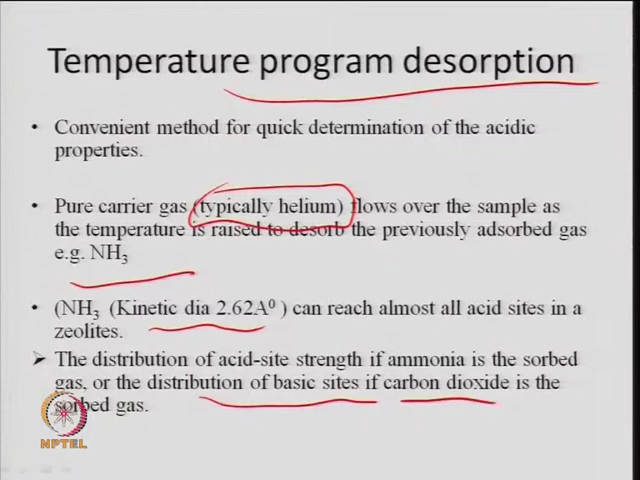 Temperature program desorption
• Convenient method for quick determination of the acidic
properties.
• Pure carrier gas (typically helium) flows over the sample as
the temperature is raised to desorb the previously adsorbed gas
e.g. NH₃
• (NH₃ (Kinetic dia 2.62A⁰ ) can reach almost all acid sites in a
zeolites.
➤ The distribution of acid-site strength if ammonia is the sorbed
gas, or the distribution of basic sites if carbon dioxide is the
sorbed gas.
NPTEL